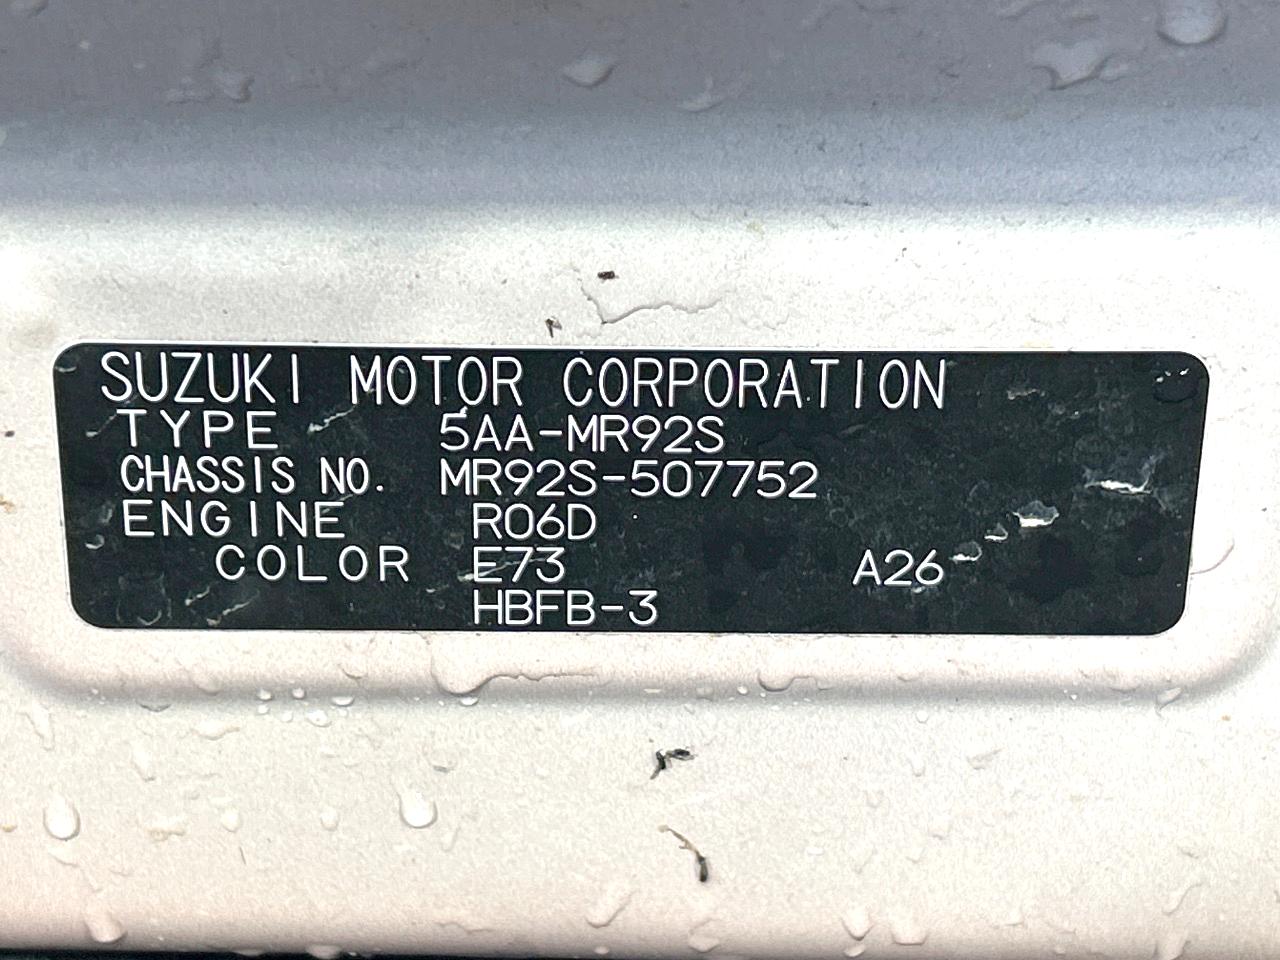 SUZUKI MOTOR CORPORATION
TYPE 5AA-MR92S
CHASSIS NO. MR92S-507752
ENGINE R06D
COLOR E73 A26
HBFB-3